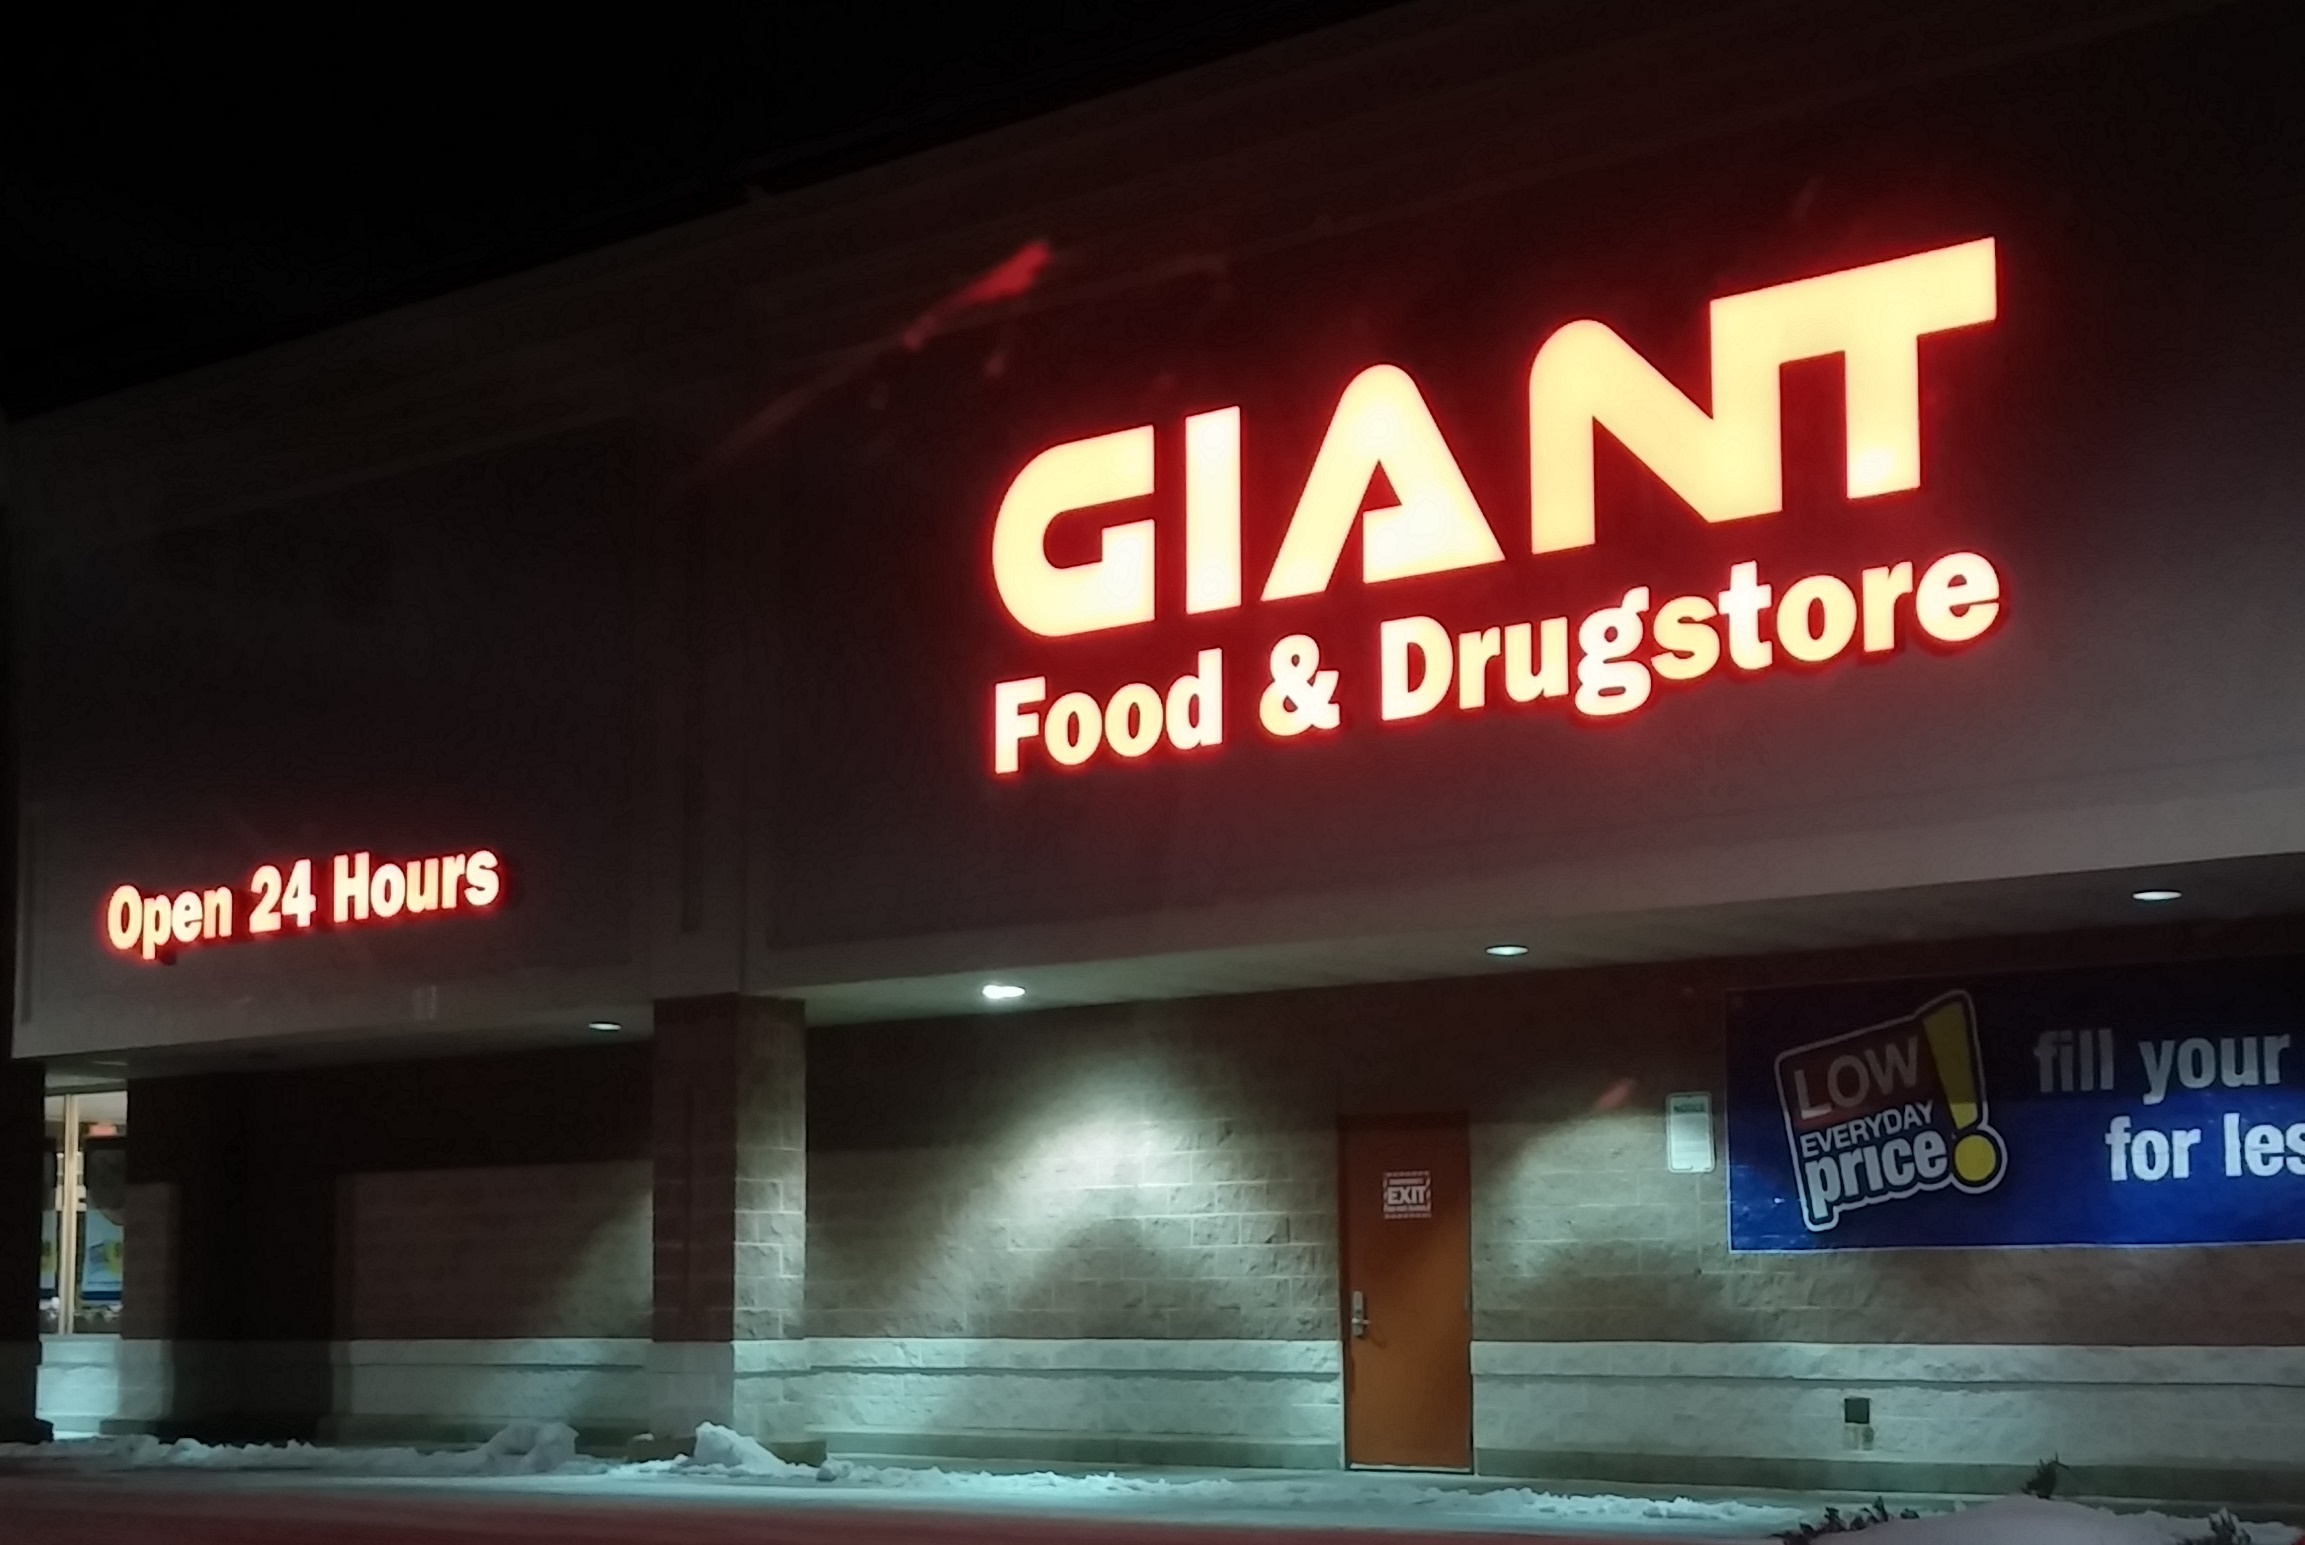 GIANT
Food & Drugstore
Open 24 Hours
LOW
EVERYDAY
price!
fill your
for les
EXIT